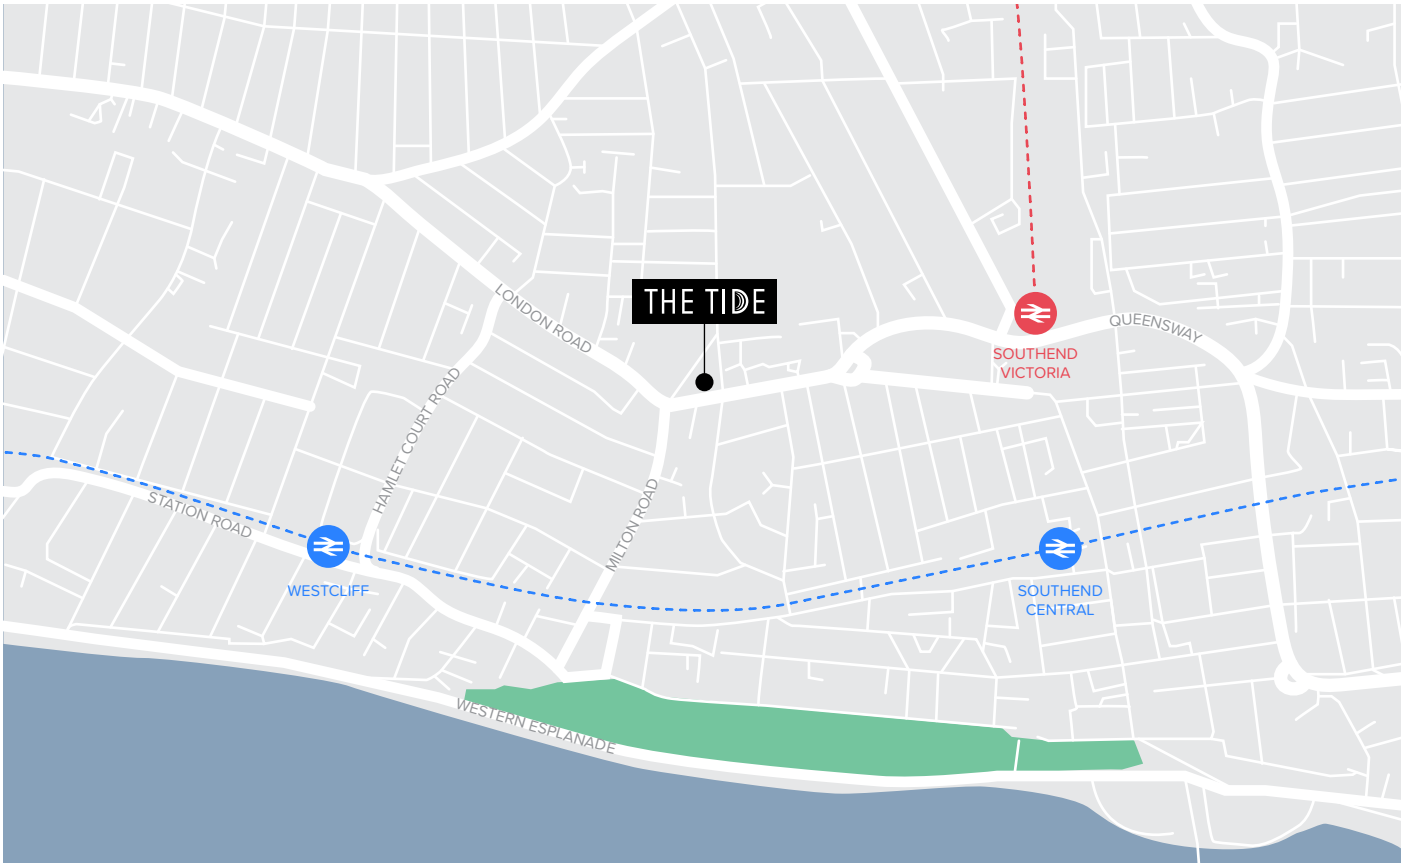 LONDON ROAD
THE TIDE
QUEENSWAY
SOUTHEND
VICTORIA
HAMLET COURT ROAD
STATION ROAD
MILTON ROAD
WESTCLIFF
SOUTHEND
CENTRAL
WESTERN ESPLANADE